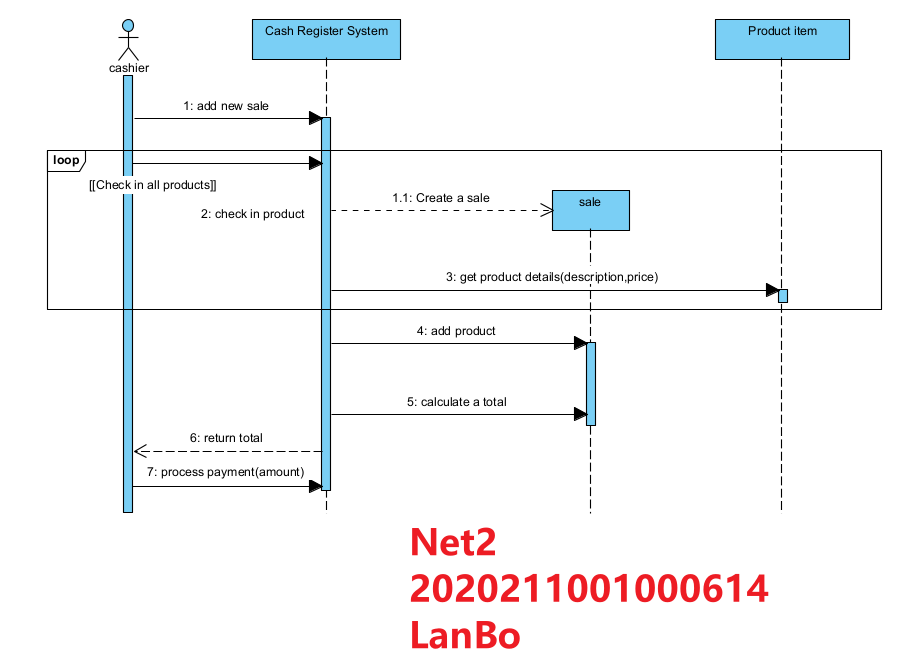 Cash Register System
Product item
cashier
1: add new sale
loop
[[Check in all products]]
1.1: Create a sale
sale
2: check in product
3: get product details(description,price)
4: add product
5: calculate a total
6: return total
7: process payment(amount)
Net2
2020211001000614
LanBo